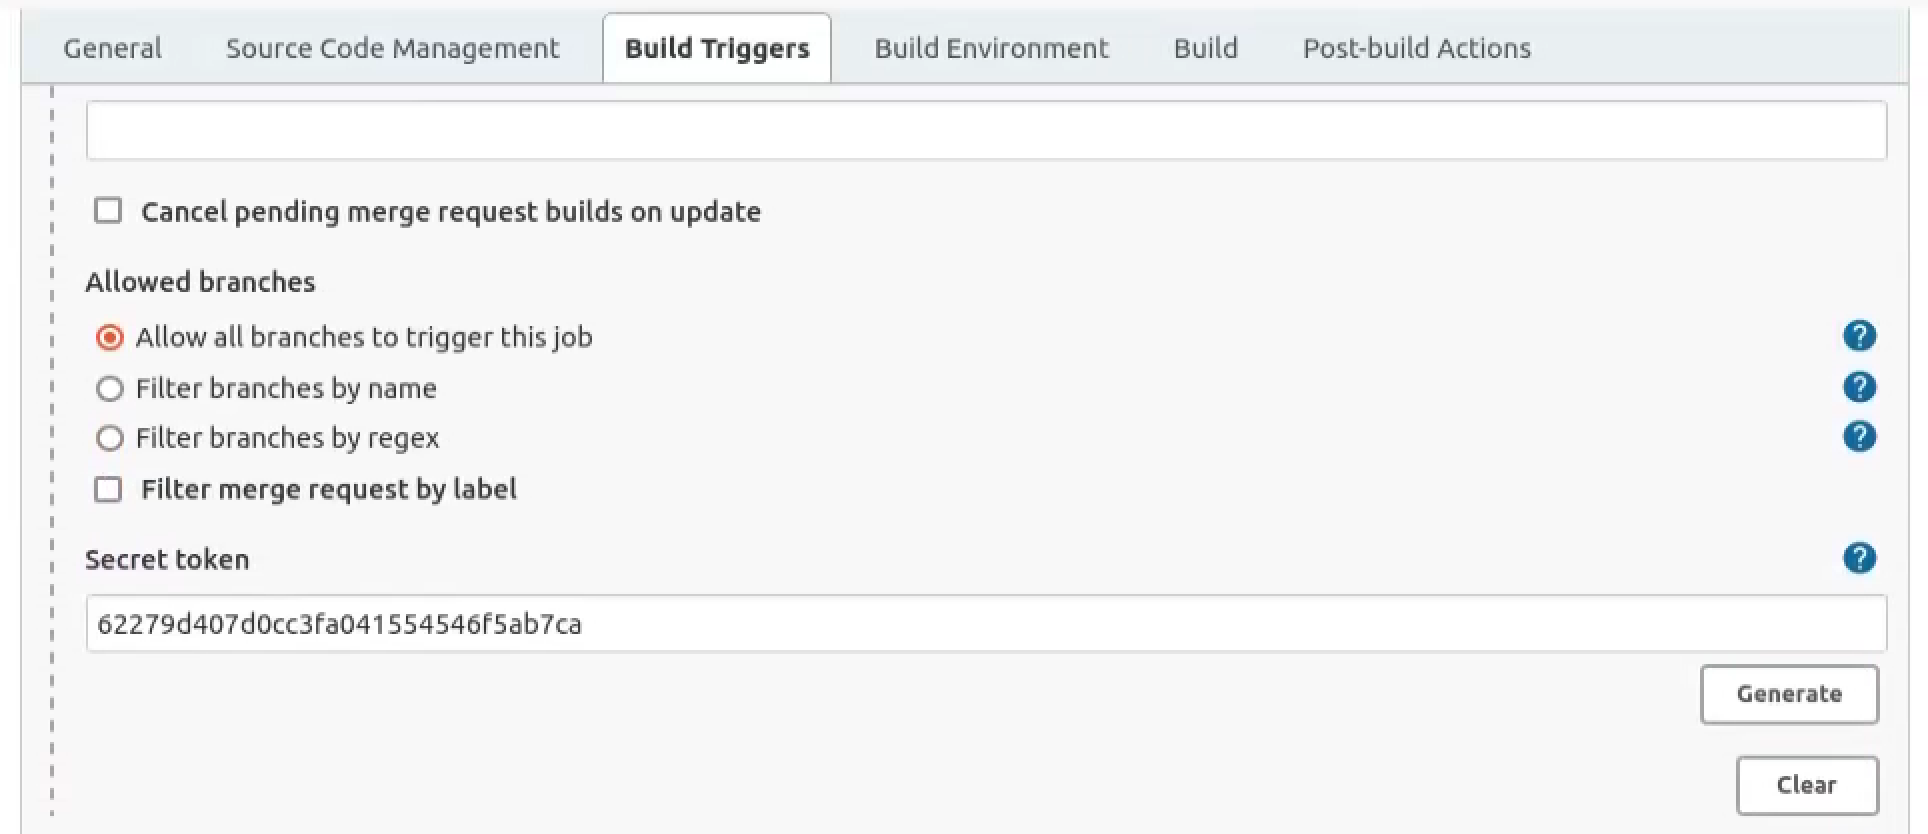 General Source Code Management Build Triggers Build Environment Build Post-build Actions
Cancel pending merge request builds on update
Allowed branches
Allow all branches to trigger this job ?
Filter branches by name ?
Filter branches by regex ?
Filter merge request by label
Secret token ?
62279d407d0cc3fa041554546f5ab7ca
Generate
Clear